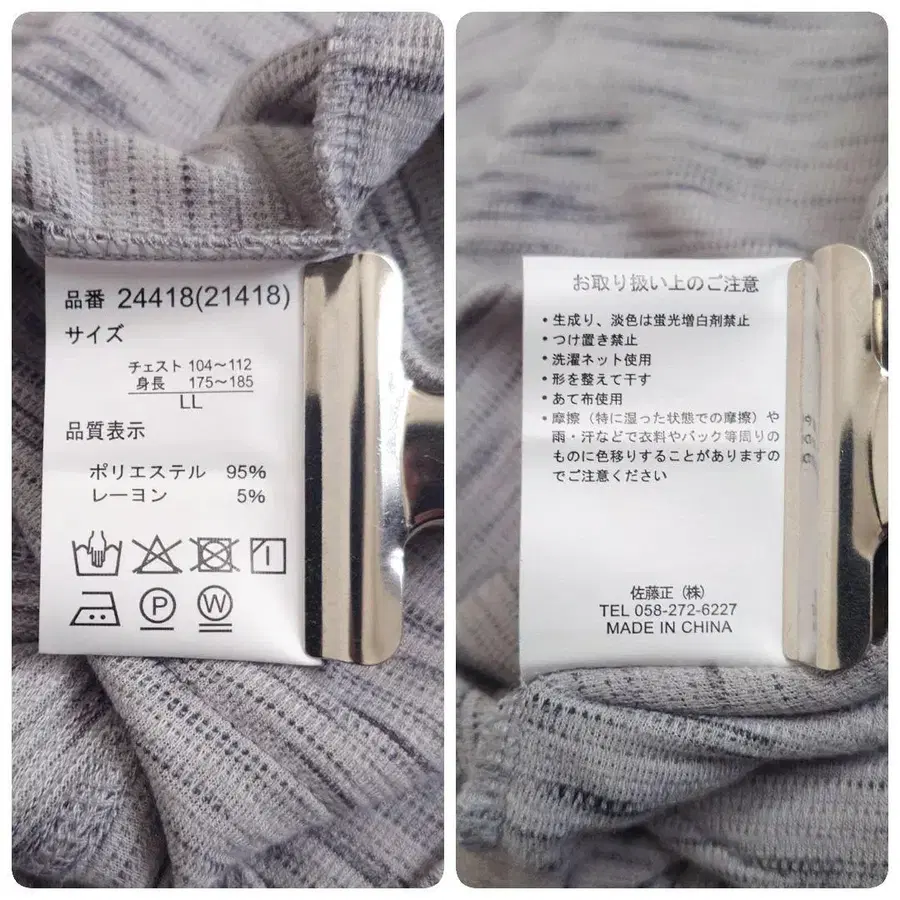 品番 24418(21418)
サイズ
チェスト 104～112
身長 175～185
LL
品質表示
ポリエステル 95%
レーヨン 5%
P
W
お取り扱い上のご注意
・生成り、淡色は蛍光増白剤禁止
・つけ置き禁止
・洗濯ネット使用
・形を整えて干す
・あて布使用
・摩擦（特に湿った状態での摩擦）や
雨・汗などで衣料やバック等周りの
ものに色移りすることがありますの
でご注意ください
佐藤正（株）
TEL 058-272-6227
MADE IN CHINA